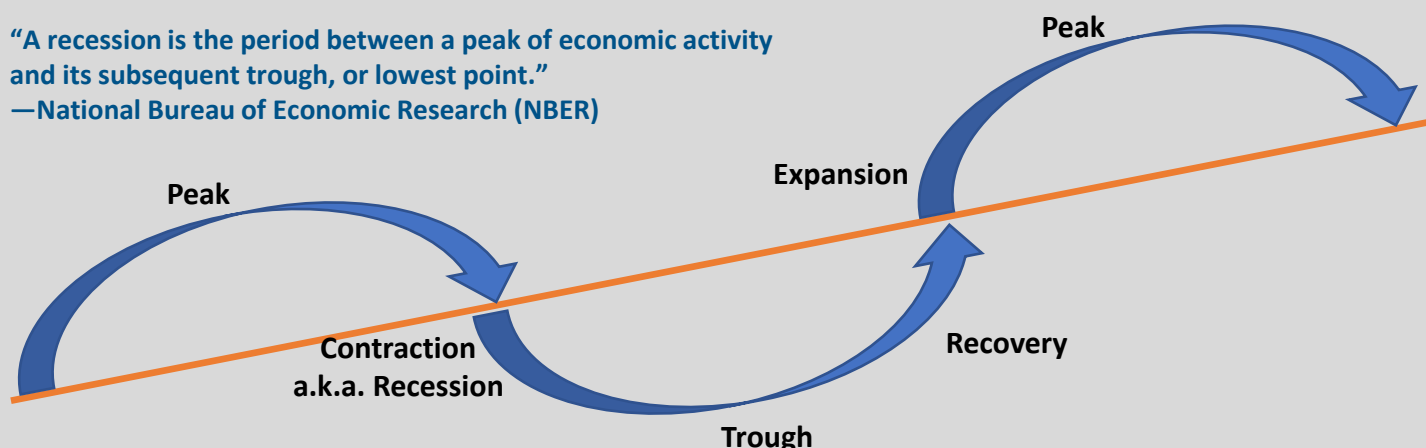 “A recession is the period between a peak of economic activity
and its subsequent trough, or lowest point.”
—National Bureau of Economic Research (NBER)
Peak
Expansion
Peak
Contraction
a.k.a. Recession
Recovery
Trough